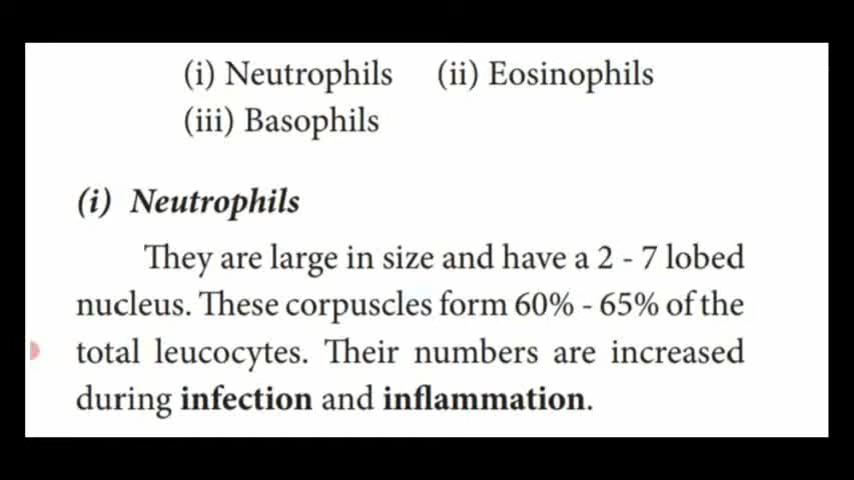 (i) Neutrophils (ii) Eosinophils
(iii) Basophils
(i) Neutrophils
They are large in size and have a 2 - 7 lobed
nucleus. These corpuscles form 60% - 65% of the
total leucocytes. Their numbers are increased
during infection and inflammation.